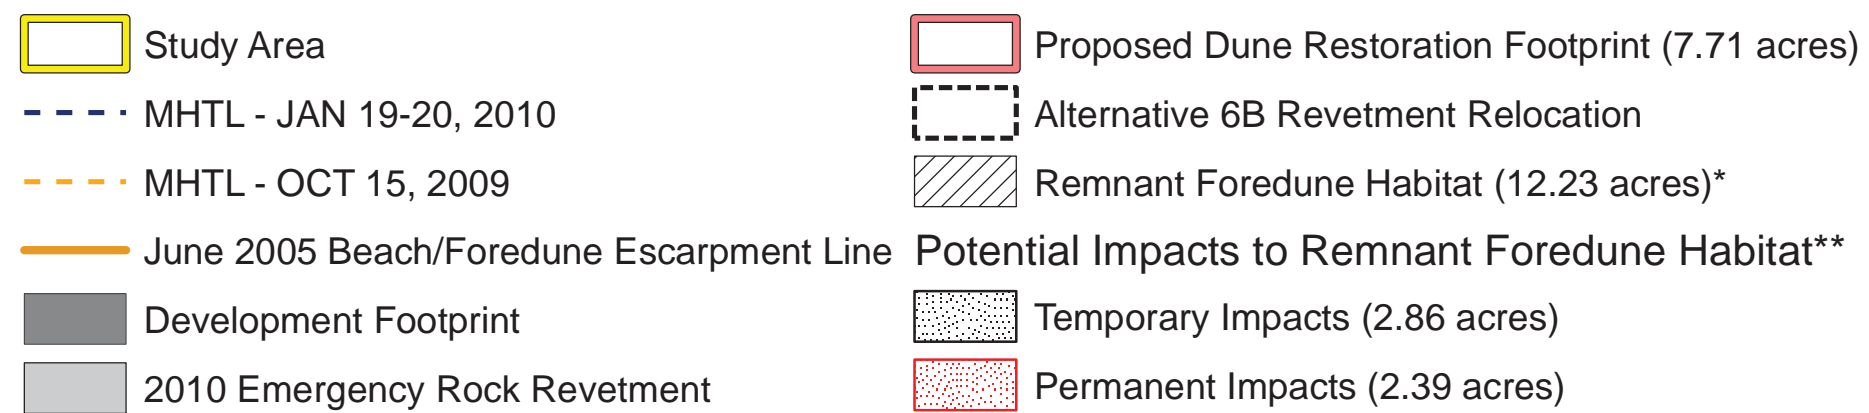 Study Area
MHTL - JAN 19-20, 2010
MHTL - OCT 15, 2009
June 2005 Beach/Foredune Escarpment Line
Development Footprint
2010 Emergency Rock Revetment
Proposed Dune Restoration Footprint (7.71 acres)
Alternative 6B Revetment Relocation
Remnant Foredune Habitat (12.23 acres)*
Potential Impacts to Remnant Foredune Habitat**
Temporary Impacts (2.86 acres)
Permanent Impacts (2.39 acres)